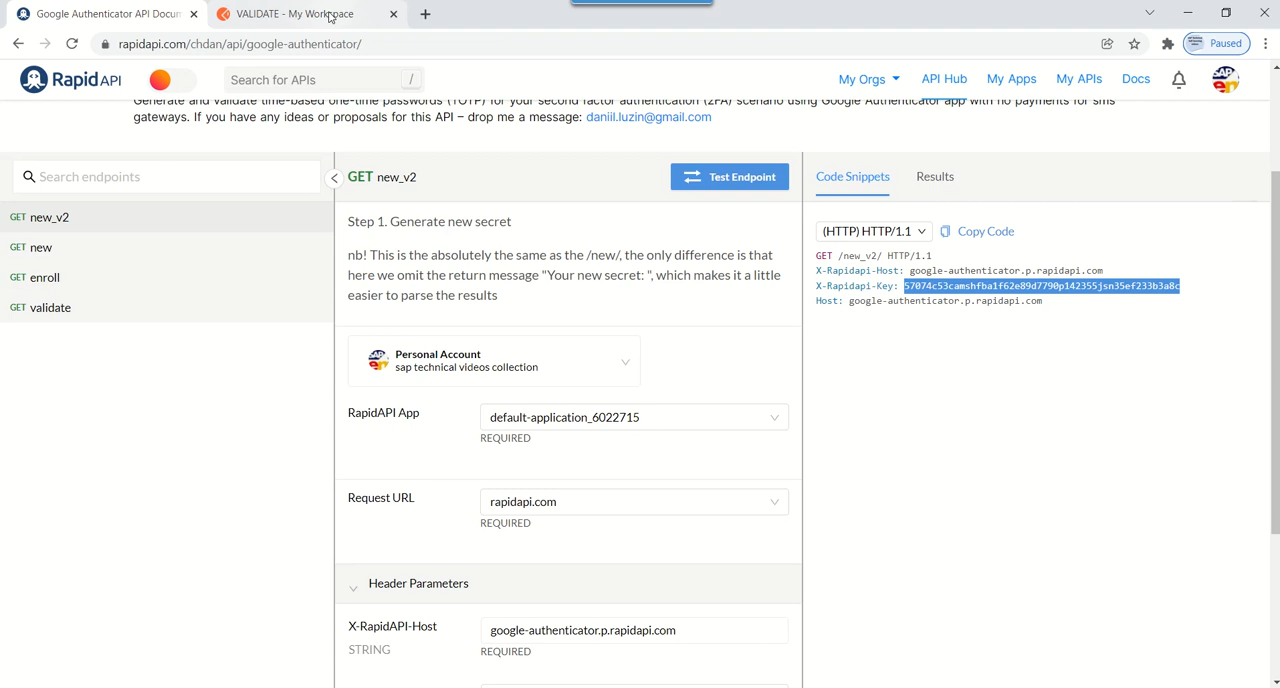 Google Authenticator API Docum
VALIDATE - My Workspace
rapidapi.com/chdan/api/google-authenticator/
Paused
Rapid API
Search for APIs
/
My Orgs
API Hub
My Apps
My APIs
Docs
Generate and validate time-based one-time passwords (TOTP) for your second factor authentication (2FA) scenario using Google Authenticator app with no payments for sms
gateways. If you have any ideas or proposals for this API – drop me a message: daniil.luzin@gmail.com
Search endpoints
GET new_v2
GET new
GET enroll
GET validate
GET new_v2
Test Endpoint
Step 1. Generate new secret
nb! This is the absolutely the same as the /new/, the only difference is that
here we omit the return message "Your new secret: ", which makes it a little
easier to parse the results
Personal Account
sap technical videos collection
RapidAPI App
default-application_6022715
REQUIRED
Request URL
rapidapi.com
REQUIRED
Header Parameters
X-RapidAPI-Host
google-authenticator.p.rapidapi.com
STRING
REQUIRED
Code Snippets
Results
(HTTP) HTTP/1.1
Copy Code
GET /new_v2/ HTTP/1.1
X-Rapidapi-Host: google-authenticator.p.rapidapi.com
X-Rapidapi-Key: 57074c53camshfba1f62e89d7790p142355jsn35ef233b3a8c
Host: google-authenticator.p.rapidapi.com